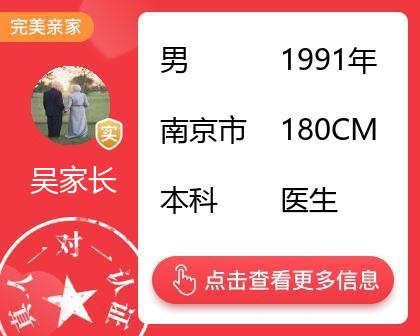 完美亲家
男 1991年
南京市 180CM
本科 医生
实
吴家长
真人一对一认证
点击查看更多信息